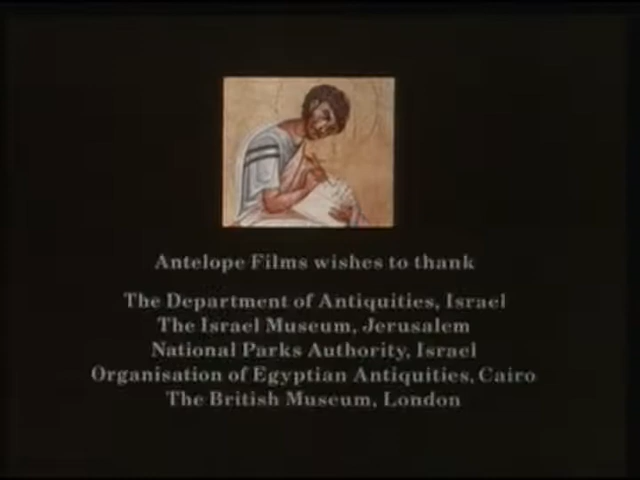 Antelope Films wishes to thank
The Department of Antiquities, Israel
The Israel Museum, Jerusalem
National Parks Authority, Israel
Organisation of Egyptian Antiquities, Cairo
The British Museum, London